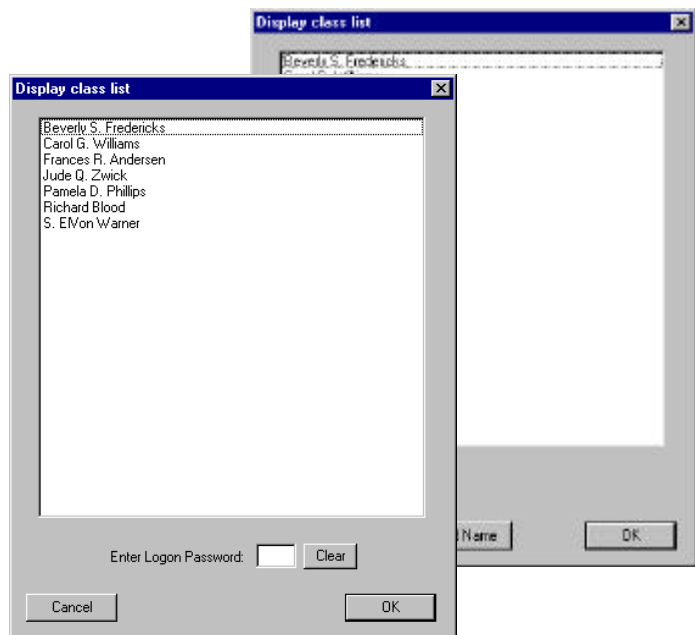 Display class list
Beverly S. Fredericks
Display class list
Beverly S. Fredericks
Carol G. Williams
Frances R. Andersen
Jude Q. Zwick
Pamela D. Phillips
Richard Blood
S. ElVon Warner
Name
OK
Enter Logon Password:
Clear
Cancel
OK